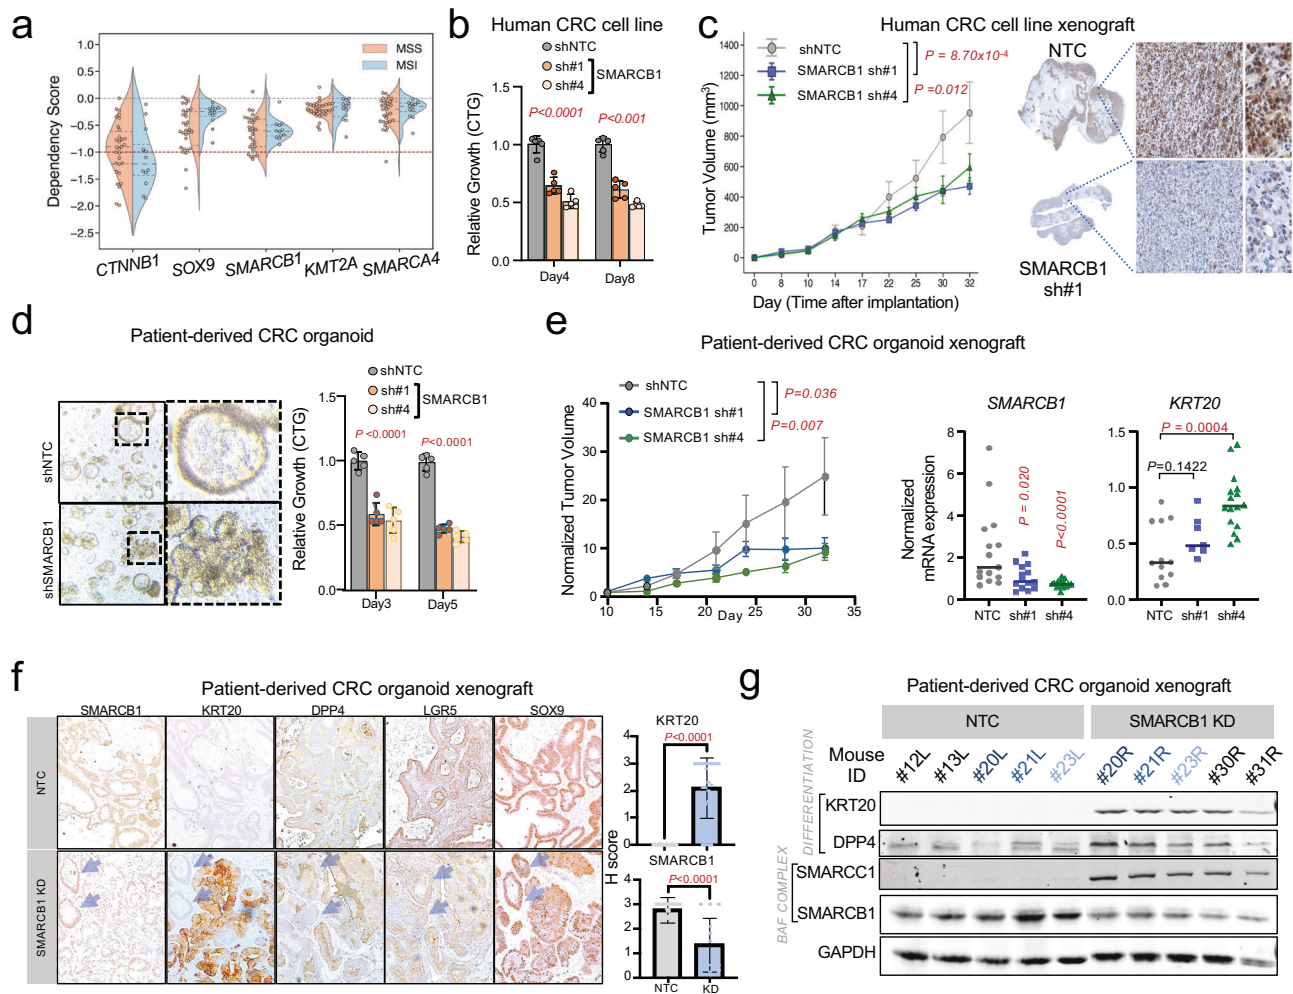 a
1.0
0.5
0.0
−0.5
−1.0
−1.5
−2.0
−2.5
Dependency Score
MSS
MSI
CTNNB1 SOX9 SMARCB1 KMT2A SMARCA4
b
Human CRC cell line
shNTC
sh#1
sh#4
SMARCB1
P<0.0001 P<0.001
1.5
1.0
0.5
0.0
Relative Growth (CTG)
Day4 Day8
c
Human CRC cell line xenograft
shNTC
SMARCB1 sh#1
SMARCB1 sh#4
P = 8.70x10-4
P =0.012
1400
1200
1000
800
600
400
200
0
Tumor Volume (mm3)
0 8 10 14 17 22 25 30 32
Day (Time after implantation)
NTC
SMARCB1
sh#1
d
Patient-derived CRC organoid
shNTC
shSMARCB1
shNTC
sh#1
sh#4
SMARCB1
P <0.0001 P<0.0001
1.5
1.0
0.5
0.0
Relative Growth (CTG)
Day3 Day5
e
Patient-derived CRC organoid xenograft
shNTC
SMARCB1 sh#1
SMARCB1 sh#4
P=0.036
P=0.007
40
30
20
10
0
Normalized Tumor Volume
10 15 20 25 30 35
Day
SMARCB1
8
6
4
2
0
Normalized
mRNA expression
P = 0.020
P<0.0001
NTC sh#1 sh#4
KRT20
P = 0.0004
P=0.1422
1.5
1.0
0.5
0.0
NTC sh#1 sh#4
f
Patient-derived CRC organoid xenograft
SMARCB1 KRT20 DPP4 LGR5 SOX9
NTC
SMARCB1 KD
KRT20
P<0.0001
4
3
2
1
0
H score
SMARCB1
P<0.0001
4
3
2
1
0
NTC KD
g
Patient-derived CRC organoid xenograft
NTC SMARCB1 KD
Mouse
ID
#12L #13L #20L #21L #23L #20R #21R #23R #30R #31R
DIFFERENTIATION
KRT20
DPP4
BAF COMPLEX
SMARCC1
SMARCB1
GAPDH